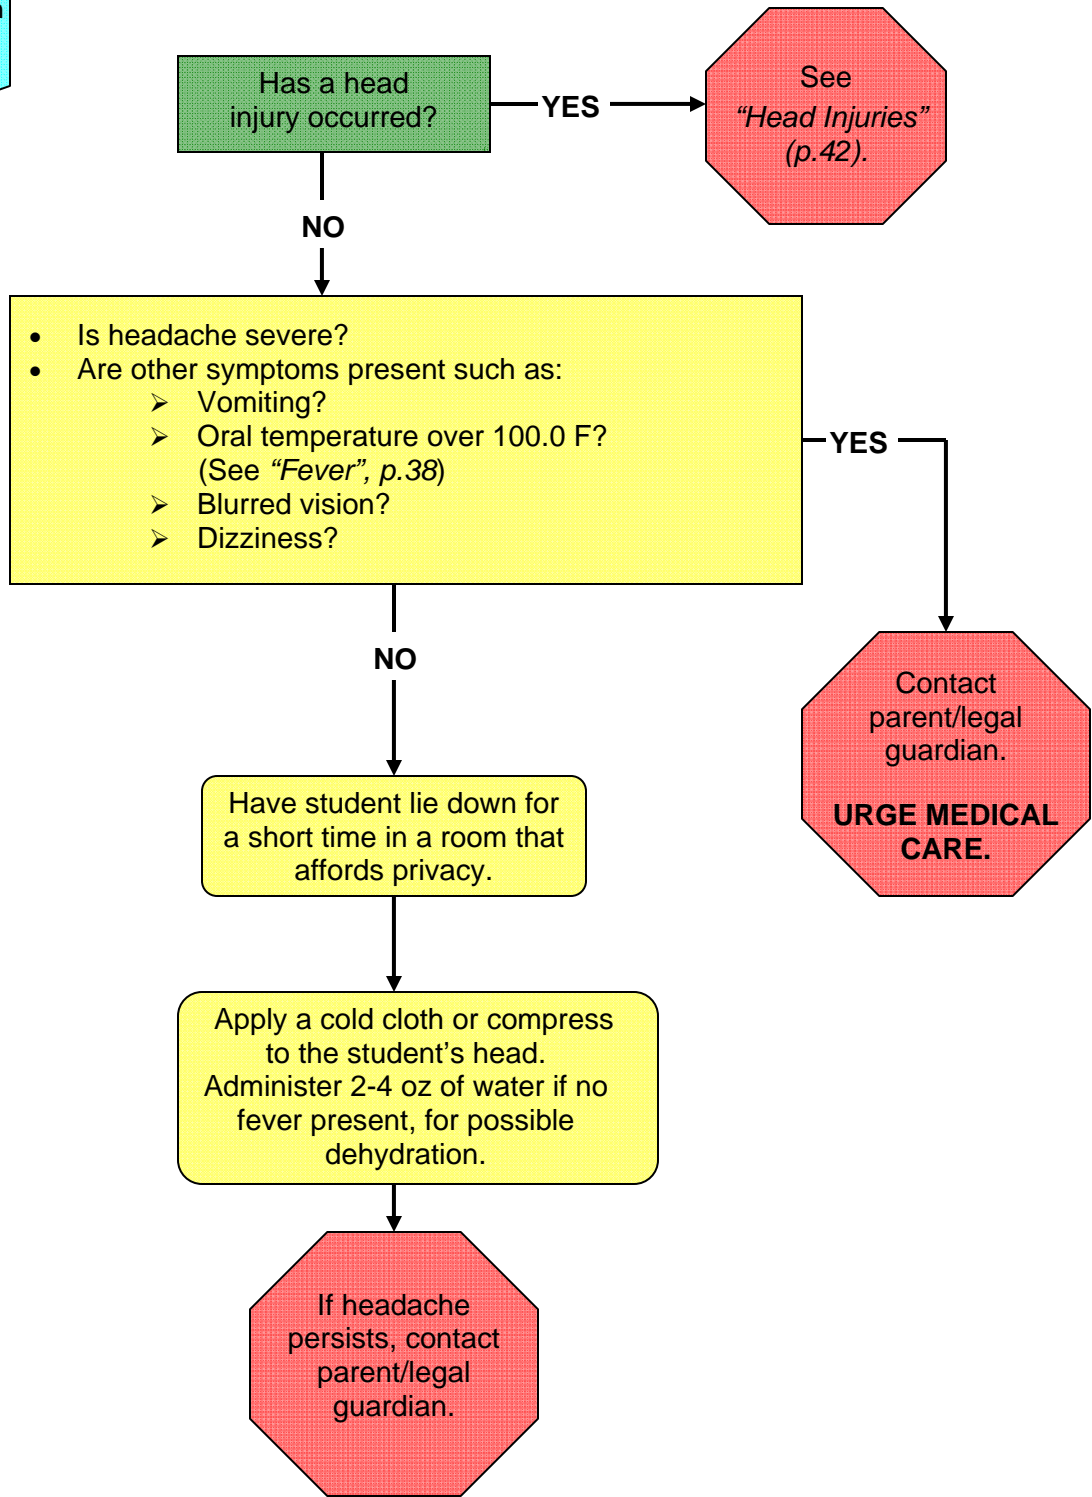 Has a head
injury occurred?
YES
See
“Head Injuries”
(p.42).
NO
• Is headache severe?
• Are other symptoms present such as:
➢ Vomiting?
➢ Oral temperature over 100.0 F?
(See “Fever”, p.38)
➢ Blurred vision?
➢ Dizziness?
YES
NO
Contact
parent/legal
guardian.
URGE MEDICAL
CARE.
Have student lie down for
a short time in a room that
affords privacy.
Apply a cold cloth or compress
to the student’s head.
Administer 2-4 oz of water if no
fever present, for possible
dehydration.
If headache
persists, contact
parent/legal
guardian.